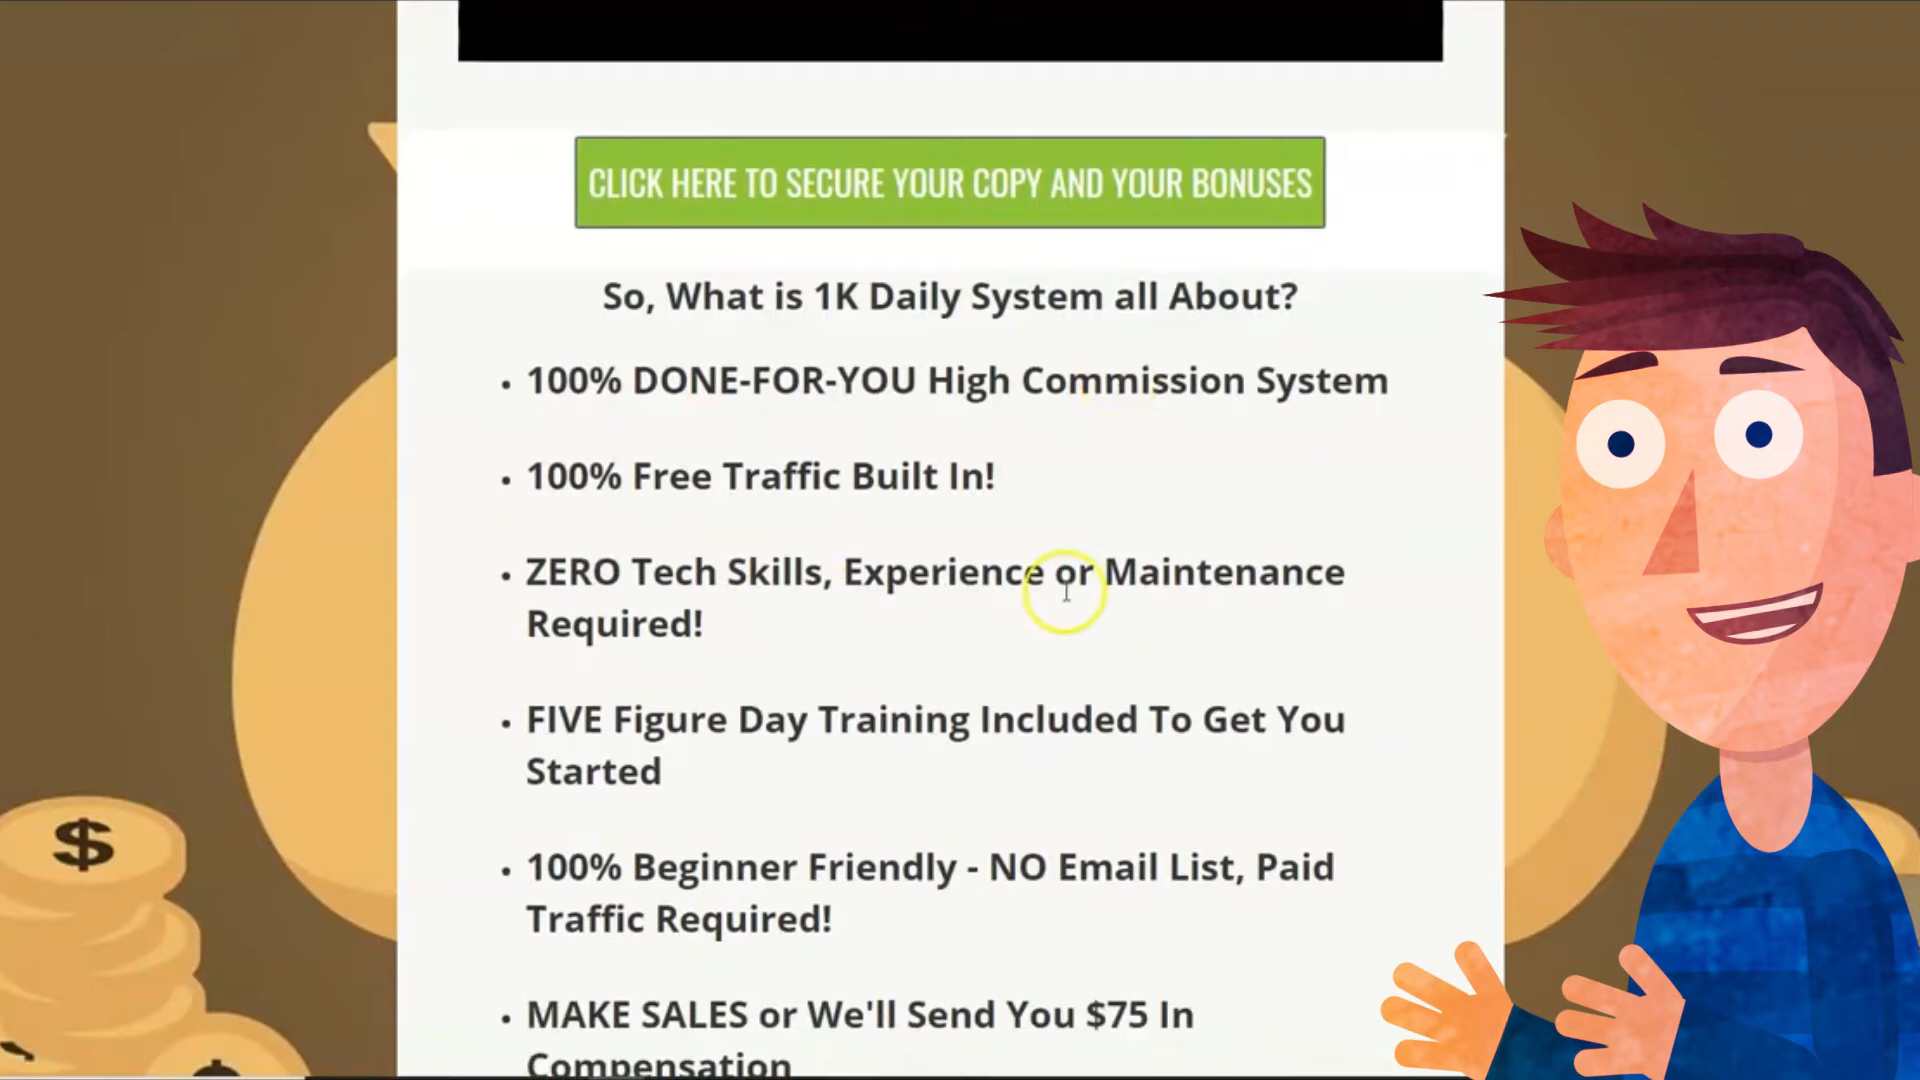 CLICK HERE TO SECURE YOUR COPY AND YOUR BONUSES
So, What is 1K Daily System all About?
• 100% DONE-FOR-YOU High Commission System
• 100% Free Traffic Built In!
• ZERO Tech Skills, Experience or Maintenance
Required!
• FIVE Figure Day Training Included To Get You
Started
• 100% Beginner Friendly - NO Email List, Paid
Traffic Required!
• MAKE SALES or We'll Send You $75 In
Compensation
$
$